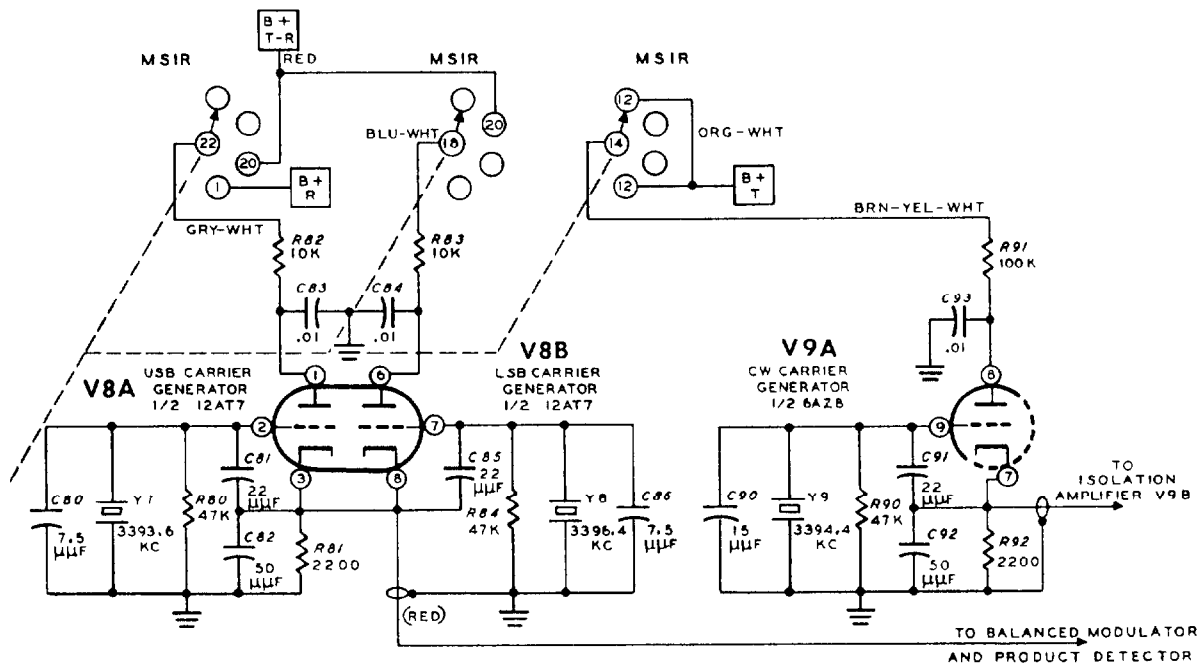 B +
T-R
RED
MS1R
MS1R
MS1R
22
20
1
B +
R
GRY-WHT
BLU-WHT
18
20
12
14
12
ORG-WHT
B +
T
BRN-YEL-WHT
R82
10K
R83
10K
R91
100K
C83
.01
C84
.01
C93
.01
V8A
USB CARRIER
GENERATOR
1/2 12AT7
V8B
LSB CARRIER
GENERATOR
1/2 12AT7
V9A
CW CARRIER
GENERATOR
1/2 6AZ8
1
6
2
7
3
8
8
9
7
C80
7.5
µµF
Y7
3393.6
KC
R80
47K
C81
22
µµF
C82
50
µµF
R81
2200
C85
22
µµF
R84
47K
Y8
3396.4
KC
C86
7.5
µµF
C90
15
µµF
Y9
3394.4
KC
R90
47K
C91
22
µµF
C92
50
µµF
R92
2200
TO
ISOLATION
AMPLIFIER V9B
(RED)
TO BALANCED MODULATOR
AND PRODUCT DETECTOR